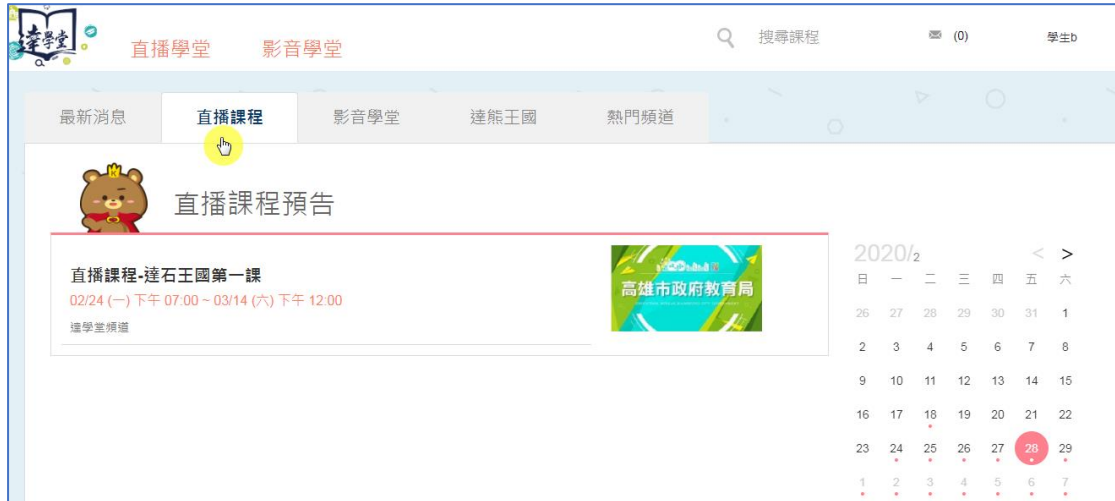 達學堂
直播學堂 影音學堂 搜尋課程 (0) 學生b
最新消息 直播課程 影音學堂 達能王國 熱門頻道
K
直播課程預告
直播課程-達石王國第一課
02/24 (一) 下午 07:00 ~ 03/14 (六) 下午 12:00
達學堂頻道
高雄市政府教育局
2020/2 < >
日 一 二 三 四 五 六
26 27 28 29 30 31 1
2 3 4 5 6 7 8
9 10 11 12 13 14 15
16 17 18 19 20 21 22
23 24 25 26 27 28 29
1 2 3 4 5 6 7